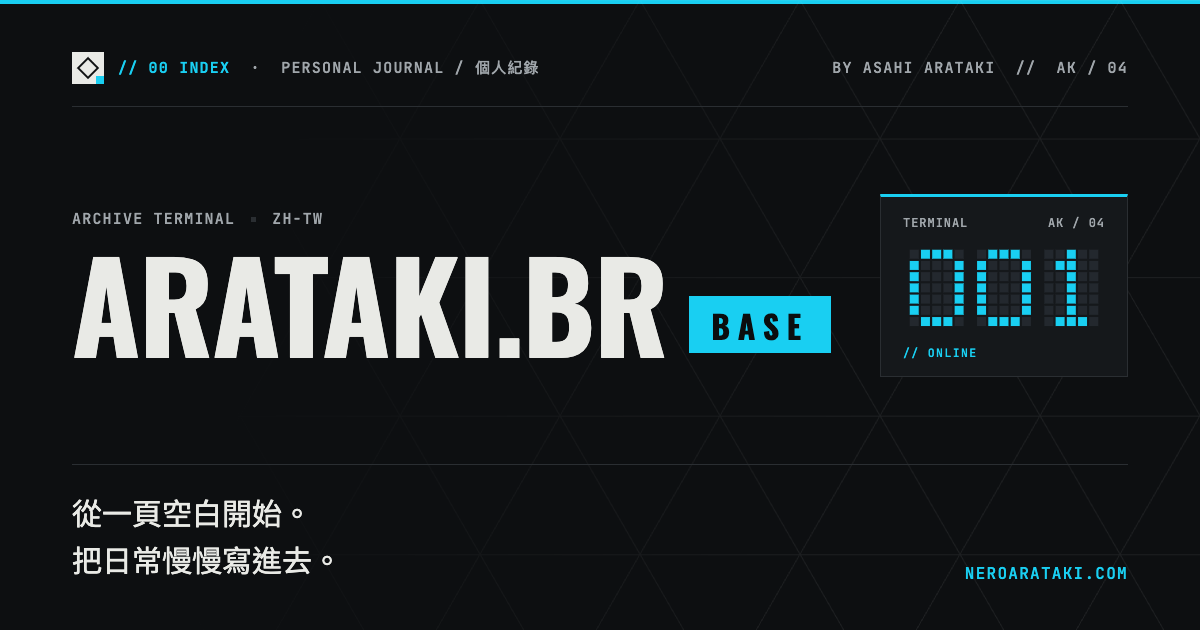 // 00 INDEX · PERSONAL JOURNAL / 個人紀錄
BY ASAHI ARATAKI // AK / 04
ARCHIVE TERMINAL ZH-TW
ARATAKI.BR
BASE
TERMINAL AK / 04
001
// ONLINE
從一頁空白開始。
把日常慢慢寫進去。
NEROARATAKI.COM